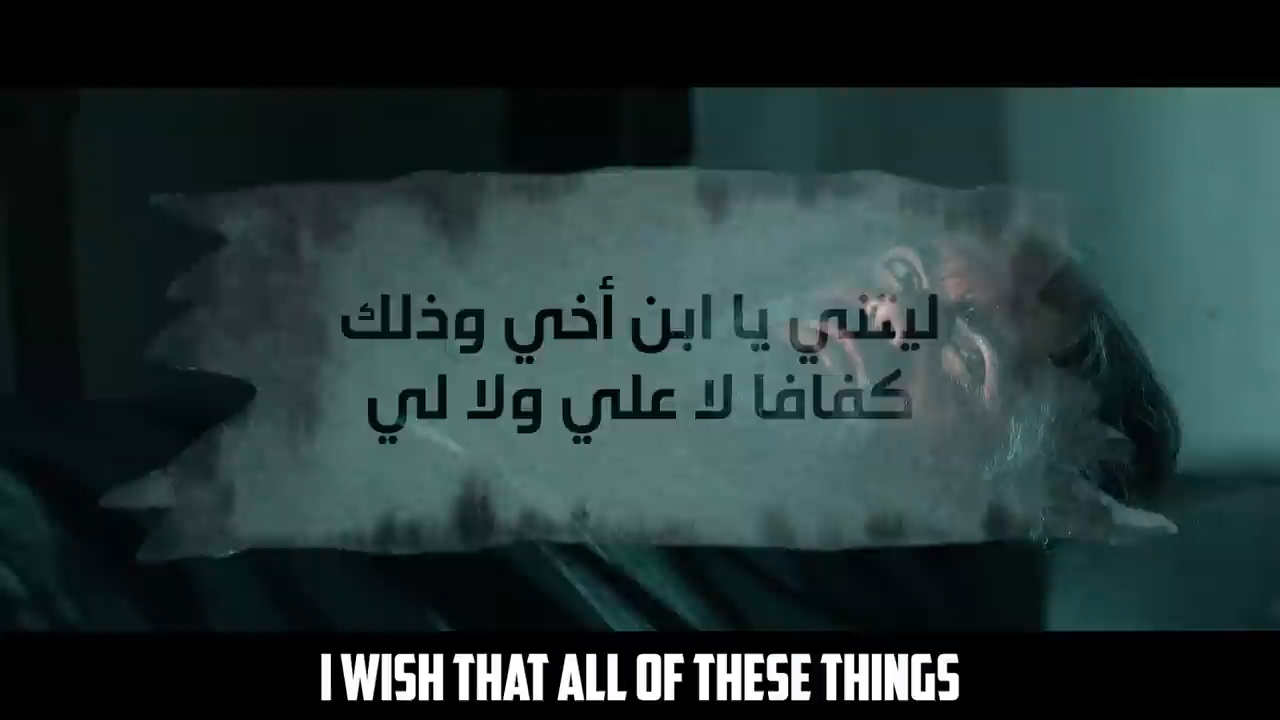 ليتني يا ابن أخي وذلك
كفافا لا علي ولا لي
I WISH THAT ALL OF THESE THINGS